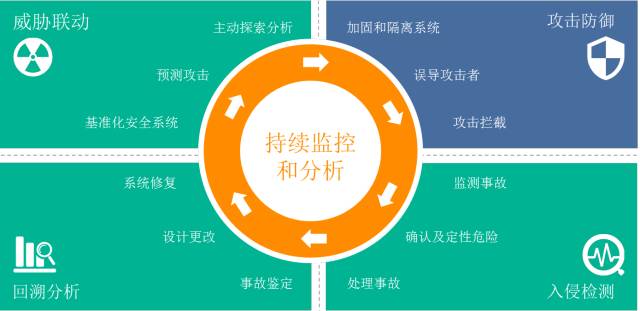 威胁联动
主动探索分析
预测攻击
基准化安全系统
加固和隔离系统
攻击防御
误导攻击者
攻击拦截
持续监控
和分析
系统修复
设计更改
事故鉴定
回溯分析
监测事故
确认及定性危险
处理事故
入侵检测